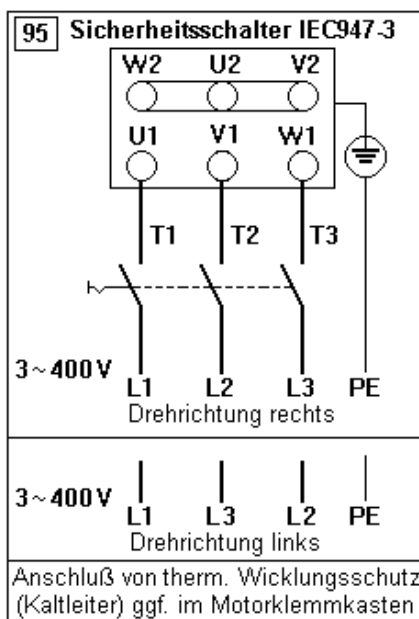 95 Sicherheitsschalter IEC947-3
W2 U2 V2
U1 V1 W1
T1 T2 T3
3~400V
L1 L2 L3 PE
Drehrichtung rechts
3~400V
L1 L3 L2 PE
Drehrichtung links
Anschluß von therm. Wicklungsschutz
(Kaltleiter) ggf. im Motorklemmkasten